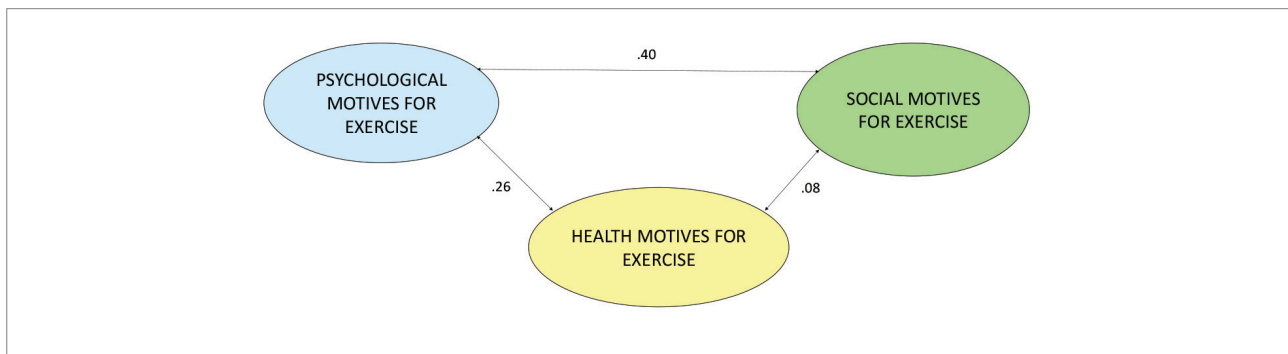 .40
PSYCHOLOGICAL
MOTIVES FOR
EXERCISE
SOCIAL MOTIVES
FOR EXERCISE
.26
.08
HEALTH MOTIVES FOR
EXERCISE